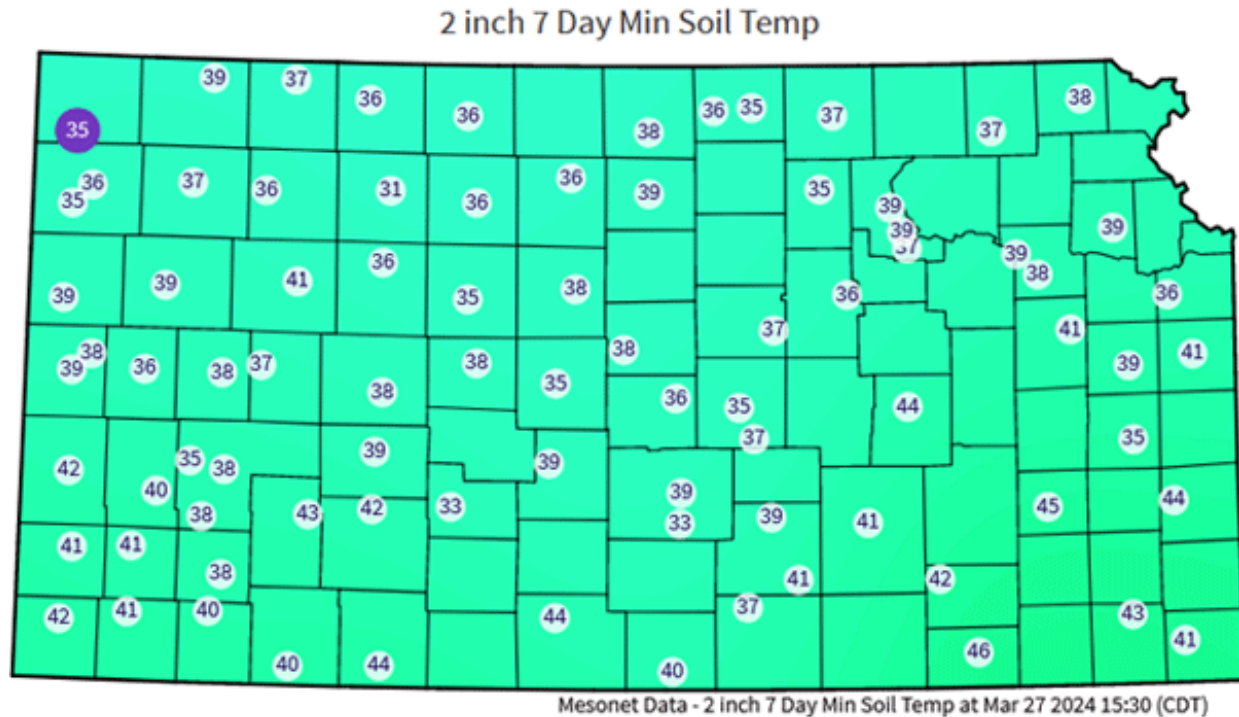 2 inch 7 Day Min Soil Temp
39 37 36 36 38 36 35 37 37 38
35
36 35 37 36 31 36 36 39 35 39 39 37 39
39 38
39 39 41 36 35 38 36 36
37 41
38 39 36 38 37 38 38 35 38 39 41
36 35 44
37 35
42 35 38 39 39
40 38 43 42 33 39 33 39 41 45 44
41 41 38 41 42
42 41 40 44 37 43 41
40 44 40 46
Mesonet Data - 2 inch 7 Day Min Soil Temp at Mar 27 2024 15:30 (CDT)